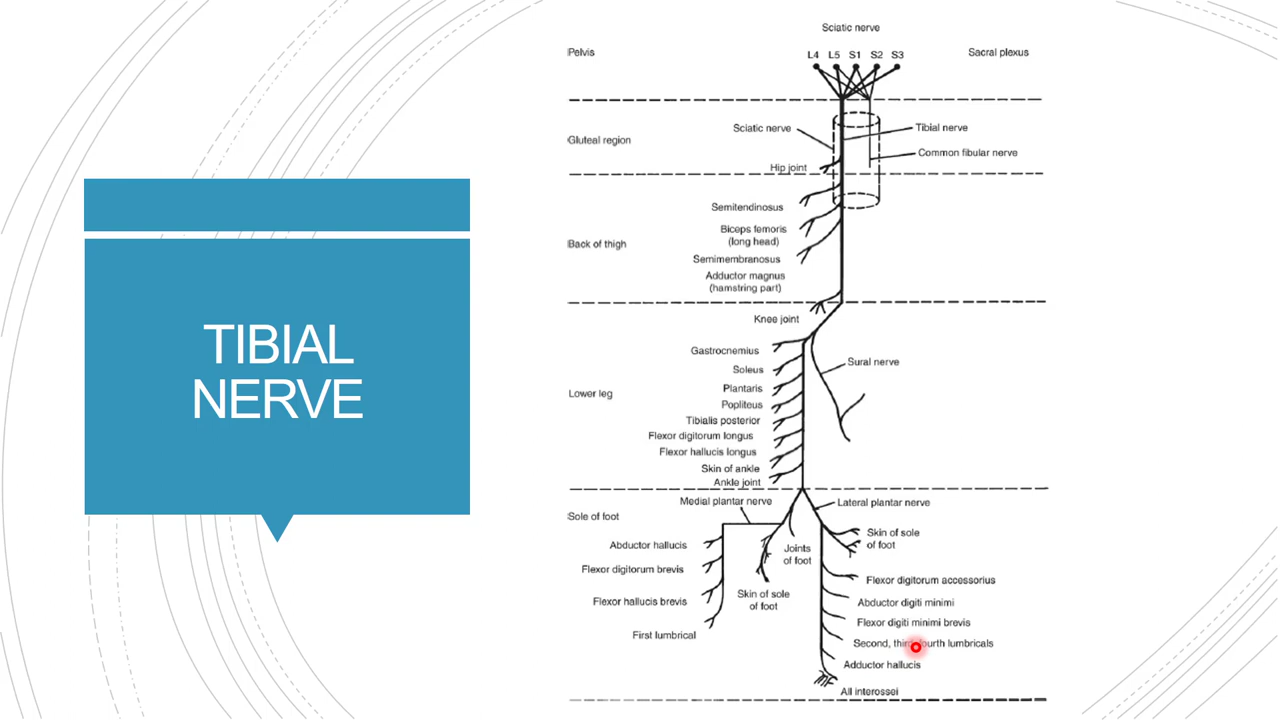 TIBIAL
NERVE
Sciatic nerve
Pelvis
L4 L5 S1 S2 S3
Sacral plexus
Gluteal region
Sciatic nerve
Tibial nerve
Common fibular nerve
Hip joint
Back of thigh
Semitendinosus
Biceps femoris
(long head)
Semimembranosus
Adductor magnus
(hamstring part)
Knee joint
Lower leg
Gastrocnemius
Sural nerve
Soleus
Plantaris
Popliteus
Tibialis posterior
Flexor digitorum longus
Flexor hallucis longus
Skin of ankle
Ankle joint
Sole of foot
Medial plantar nerve
Lateral plantar nerve
Abductor hallucis
Flexor digitorum brevis
Flexor hallucis brevis
First lumbrical
Skin of sole
of foot
Joints
of foot
Skin of sole
of foot
Flexor digitorum accessorius
Abductor digiti minimi
Flexor digiti minimi brevis
Second, third fourth lumbricals
Adductor hallucis
All interossei